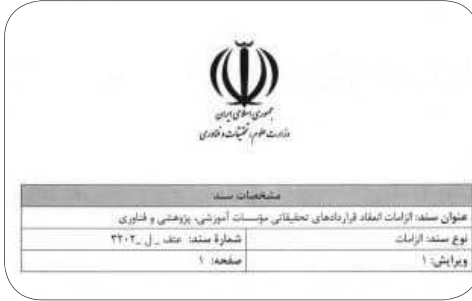 جمهوری اسلامی ایران
وزارت علوم، تحقیقات و فناوری
مشخصات سند:
عنوان سند: الزامات انعقاد قراردادهای تحقیقاتی مؤسسات آموزشی، پژوهشی و فناوری
نوع سند: الزامات شمارهٔ سند: عتف _ ل _ ۳۲۰۲
ویرایش: ۱ صفحه: ۱